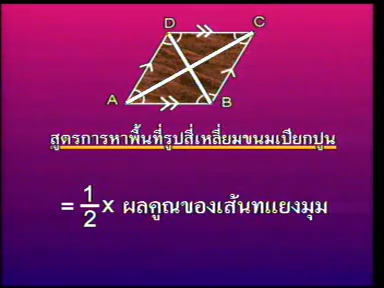 D C
A B
สูตรการหาพื้นที่รูปสี่เหลี่ยมขนมเปียกปูน
= 1/2 x ผลคูณของเส้นทแยงมุม